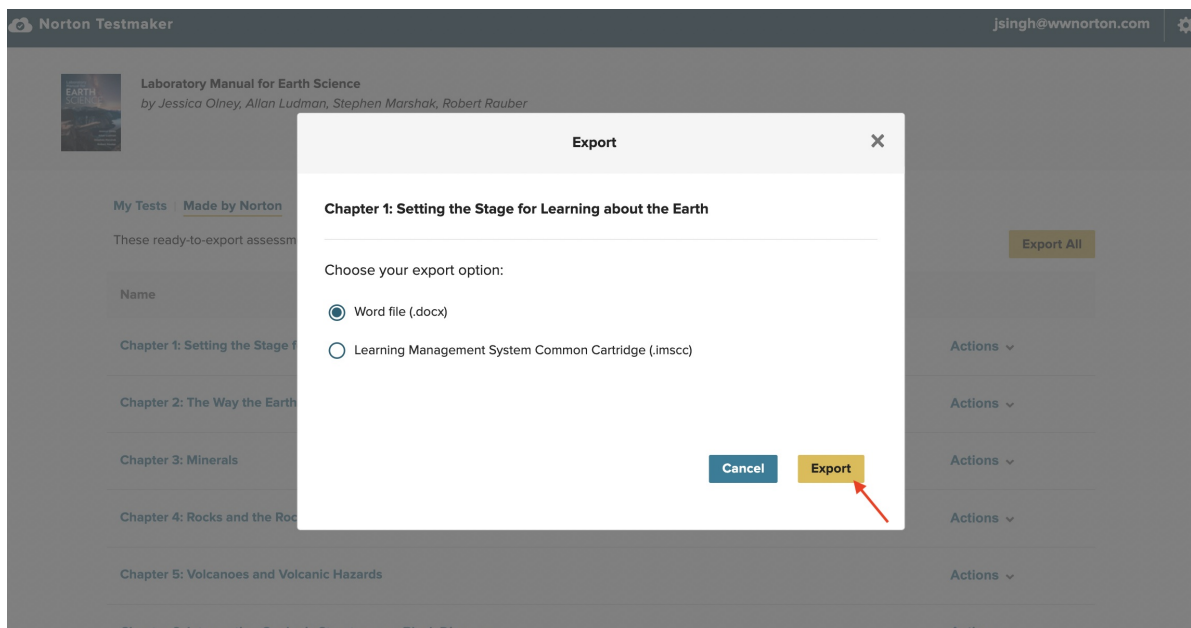 Norton Testmaker
jsingh@wwnorton.com
EARTH
SCIENCE
Laboratory Manual for Earth Science
by Jessica Olney, Allan Ludman, Stephen Marshak, Robert Rauber
Export
Chapter 1: Setting the Stage for Learning about the Earth
Choose your export option:
Word file (.docx)
Learning Management System Common Cartridge (.imscc)
Cancel Export
My Tests | Made by Norton
These ready-to-export assessm
Export All
Name
Chapter 1: Setting the Stage f
Actions
Chapter 2: The Way the Earth
Actions
Chapter 3: Minerals
Actions
Chapter 4: Rocks and the Roc
Actions
Chapter 5: Volcanoes and Volcanic Hazards
Actions